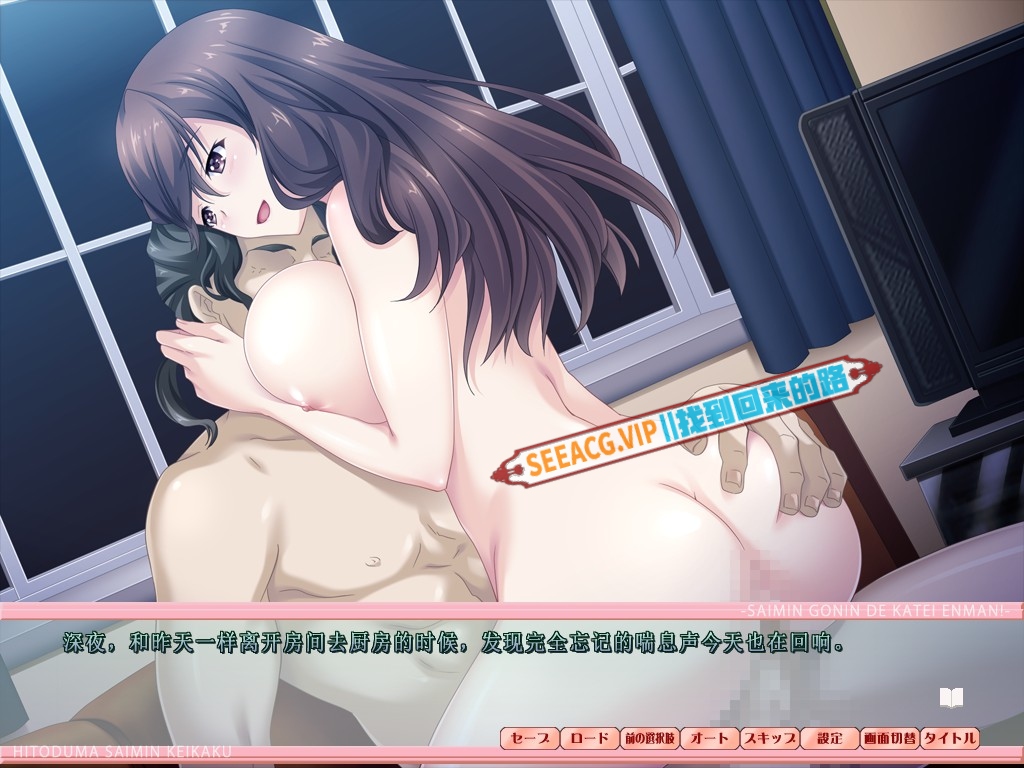 SEEACG.VIP||找到回来的路
-SAIMIN GONIN DE KATEI ENMAN!-
深夜，和昨天一样离开房间去厨房的时候，发现完全忘记的喘息声今天也在回响。
セーブ ロード 前の選択肢 オート スキップ 設定 画面切替 タイトル
HITODUMA SAIMIN KEIKAKU